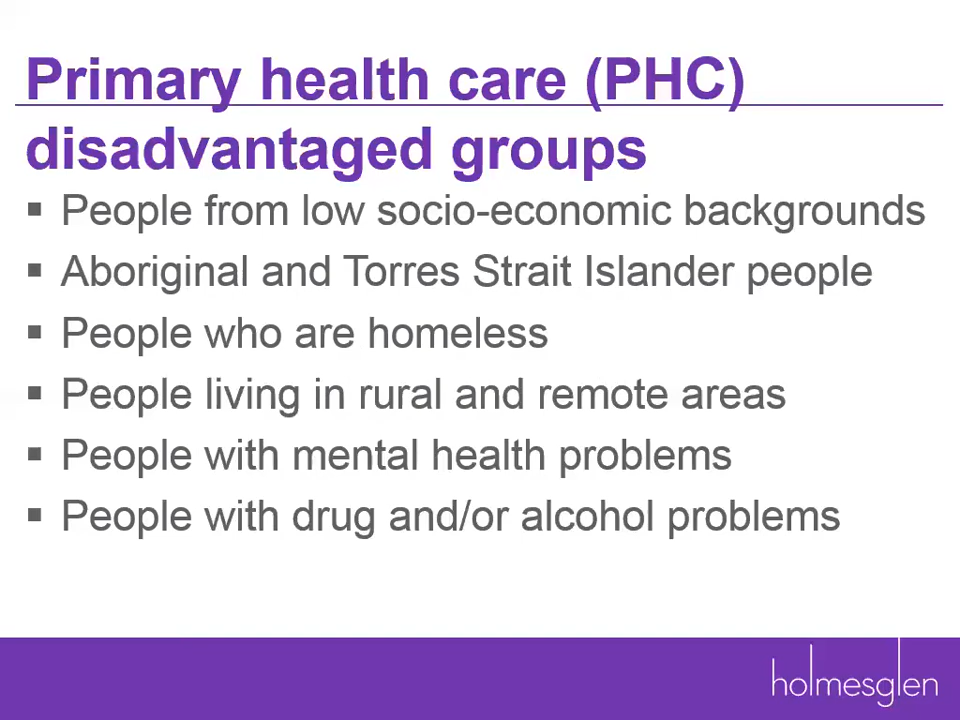 Primary health care (PHC)
disadvantaged groups
▪ People from low socio-economic backgrounds
▪ Aboriginal and Torres Strait Islander people
▪ People who are homeless
▪ People living in rural and remote areas
▪ People with mental health problems
▪ People with drug and/or alcohol problems
holmesglen